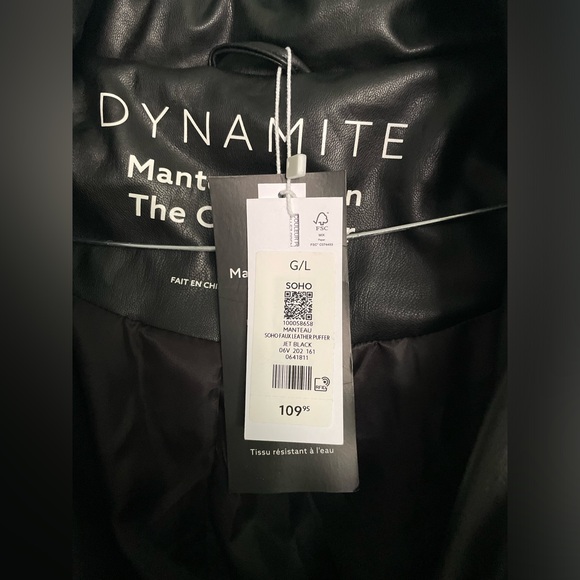 DYNAMITE
Mant
n
The C r
FSC
Ma
G/L
SOHO
FAIT EN CHI
100058658
MANTEAU
SOHO FAUX LEATHER PUFFER
JET BLACK
06V 202 161
0641811
RFID
109 95
Tissu résistant à l'eau